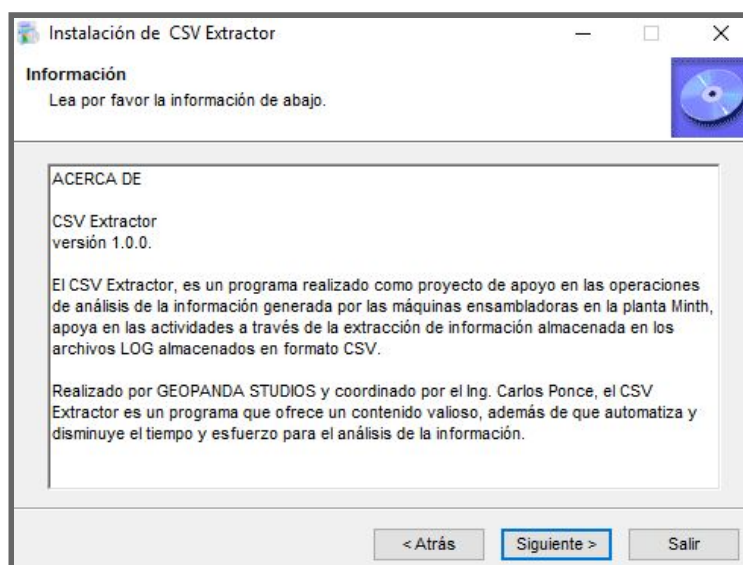 Instalación de CSV Extractor
Información
Lea por favor la información de abajo.
ACERCA DE
CSV Extractor
versión 1.0.0.
El CSV Extractor, es un programa realizado como proyecto de apoyo en las operaciones
de análisis de la información generada por las máquinas ensambladoras en la planta Minth,
apoya en las actividades a través de la extracción de información almacenada en los
archivos LOG almacenados en formato CSV.
Realizado por GEOPANDA STUDIOS y coordinado por el Ing. Carlos Ponce, el CSV
Extractor es un programa que ofrece un contenido valioso, además de que automatiza y
disminuye el tiempo y esfuerzo para el análisis de la información.
< Atrás
Siguiente >
Salir